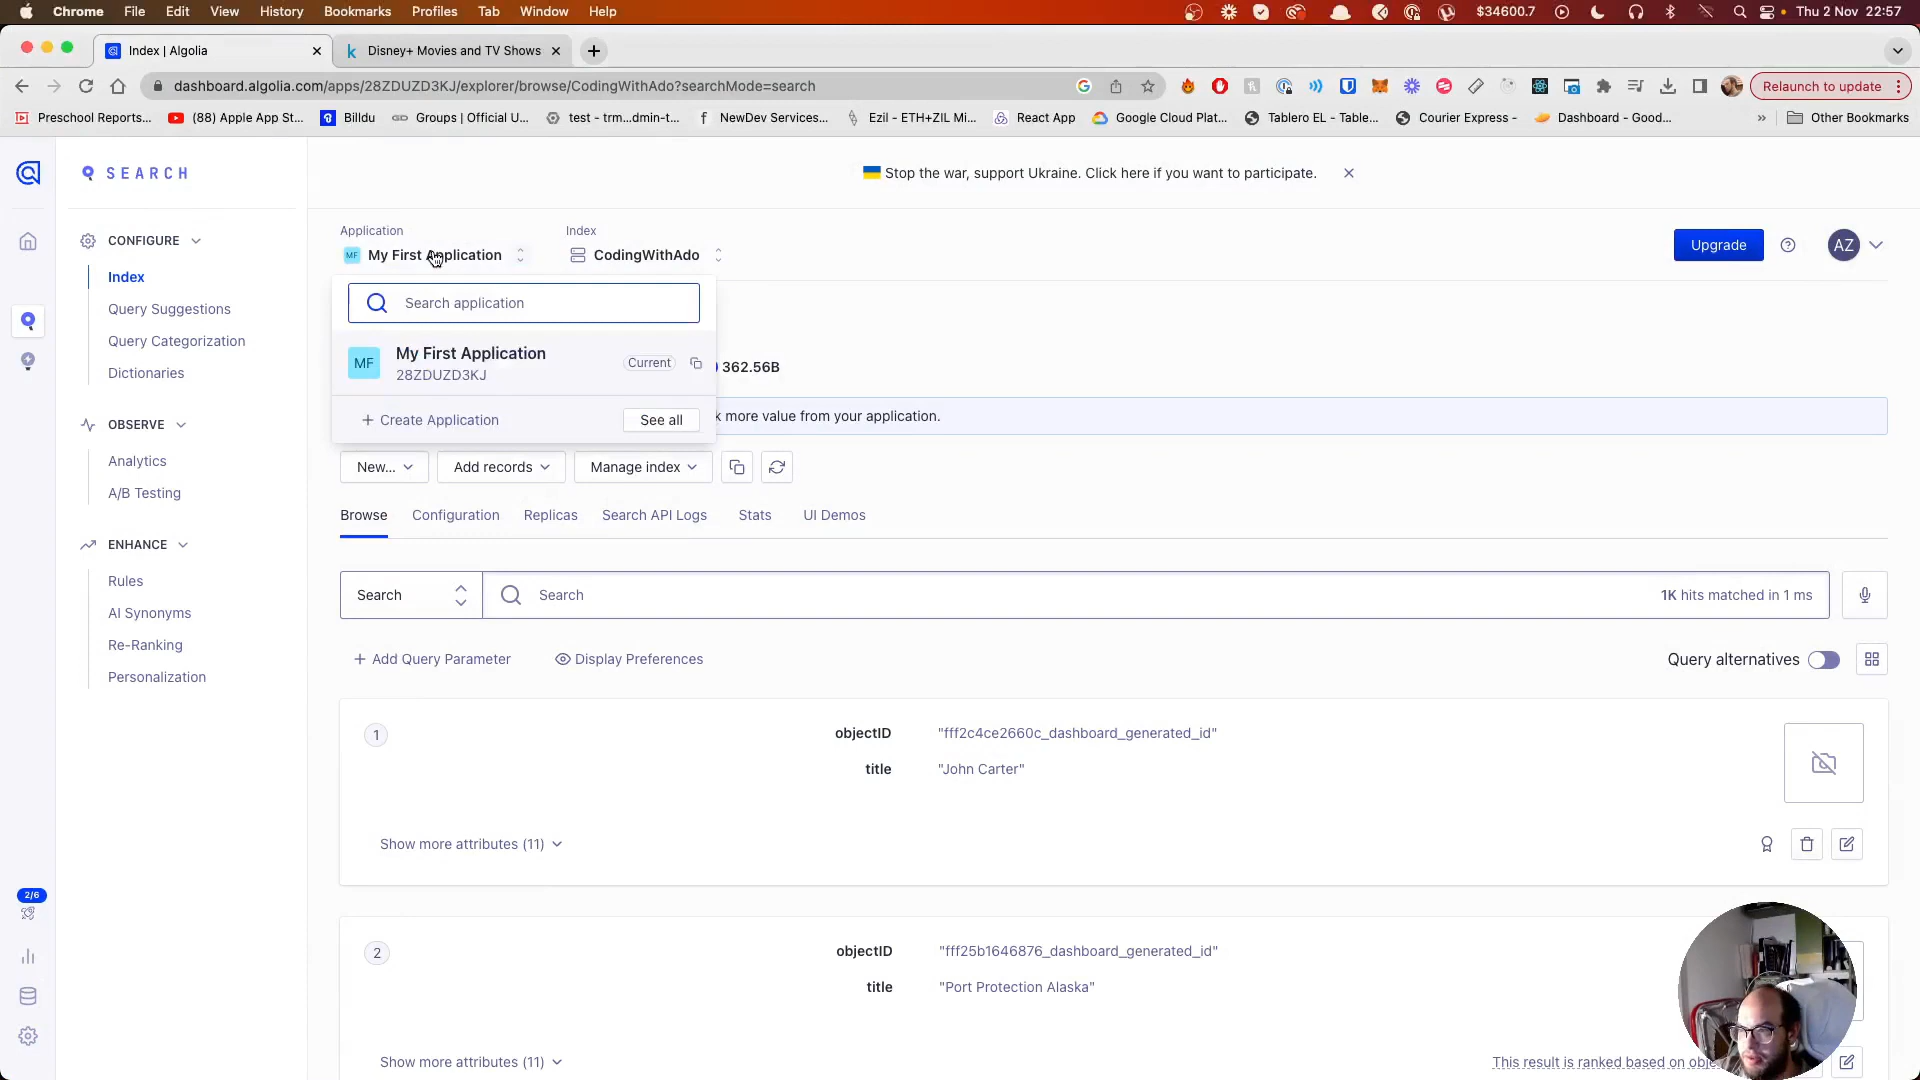 Chrome File Edit View History Bookmarks Profiles Tab Window Help $34600.7 Thu 2 Nov 22:57
Index | Algolia Disney+ Movies and TV Shows
dashboard.algolia.com/apps/28ZDUZD3KJ/explorer/browse/CodingWithAdo?searchMode=search Relaunch to update
Preschool Reports... (88) Apple App St... Billdu Groups | Official U... test - trm...dmin-t... NewDev Services... Ezil - ETH+ZIL Mi... React App Google Cloud Plat... Tablero EL - Table... Courier Express - Dashboard - Good... » Other Bookmarks
SEARCH
Stop the war, support Ukraine. Click here if you want to participate.
Application Index
MF My First Application CodingWithAdo
Upgrade AZ
CONFIGURE
Index
Query Suggestions
Query Categorization
Dictionaries
OBSERVE
Analytics
A/B Testing
ENHANCE
Rules
AI Synonyms
Re-Ranking
Personalization
2/6
Search application
MF My First Application Current
28ZDUZD3KJ
+ Create Application See all
362.56B
more value from your application.
New... Add records Manage index
Browse Configuration Replicas Search API Logs Stats UI Demos
Search Search 1K hits matched in 1 ms
+ Add Query Parameter Display Preferences Query alternatives
1 objectID "fff2c4ce2660c_dashboard_generated_id"
title "John Carter"
Show more attributes (11)
2 objectID "fff25b1646876_dashboard_generated_id"
title "Port Protection Alaska"
Show more attributes (11) This result is ranked based on